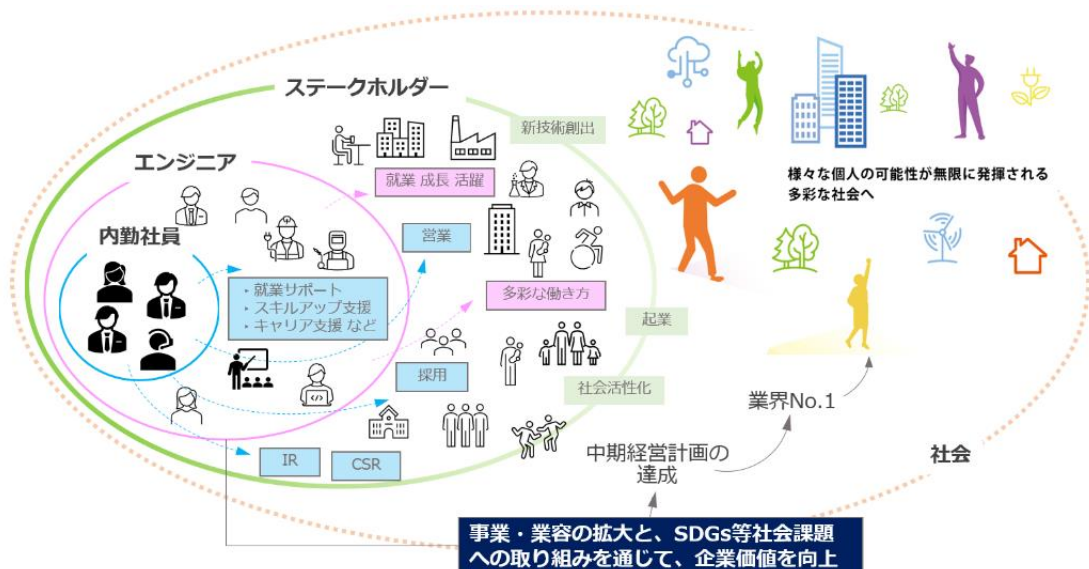 ステークホルダー
新技術創出
エンジニア
就業 成長 活躍
様々な個人の可能性が無限に発揮される
多彩な社会へ
内勤社員
営業
・就業サポート
・スキルアップ支援
・キャリア支援 など
多彩な働き方
起業
採用
社会活性化
業界No.1
中期経営計画の
達成
社会
IR
CSR
事業・業容の拡大と、SDGs等社会課題
への取り組みを通じて、企業価値を向上